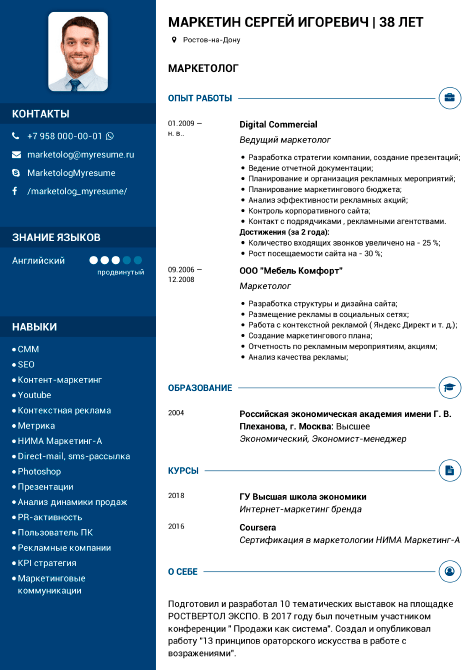 МАРКЕТИН СЕРГЕЙ ИГОРЕВИЧ | 38 ЛЕТ
Ростов-на-Дону
МАРКЕТОЛОГ
КОНТАКТЫ
+7 958 000-00-01
marketolog@myresume.ru
MarketologMyresume
/marketolog_myresume/
ЗНАНИЕ ЯЗЫКОВ
Английский
продвинутый
НАВЫКИ
• СММ
• SEO
• Контент-маркетинг
• Youtube
• Контекстная реклама
• Метрика
• НИМА Маркетинг-А
• Direct-mail, sms-рассылка
• Photoshop
• Презентации
• Анализ динамики продаж
• PR-активность
• Пользователь ПК
• Рекламные компании
• KPI стратегия
• Маркетинговые
коммуникации
ОПЫТ РАБОТЫ
01.2009 —
н. в..
Digital Commercial
Ведущий маркетолог
• Разработка стратегии компании, создание презентаций;
• Ведение отчетной документации;
• Планирование и организация рекламных мероприятий;
• Планирование маркетингового бюджета;
• Анализ эффективности рекламных акций;
• Контроль корпоративного сайта;
• Контакт с подрядчиками , рекламными агентствами.
Достижения (за 2 года):
• Количество входящих звонков увеличено на - 25 %;
• Рост посещаемости сайта на - 30 %;
09.2006 —
12.2008
ООО "Мебель Комфорт"
Маркетолог
• Разработка структуры и дизайна сайта;
• Размещение рекламы в социальных сетях;
• Работа с контекстной рекламой ( Яндекс.Директ и т. д.);
• Создание маркетингового плана;
• Отчетность по рекламным мероприятиям, акциям;
• Анализ качества рекламы;
ОБРАЗОВАНИЕ
2004
Российская экономическая академия имени Г. В.
Плеханова, г. Москва: Высшее
Экономический, Экономист-менеджер
КУРСЫ
2018
ГУ Высшая школа экономики
Интернет-маркетинг бренда
2016
Coursera
Сертификация в маркетологии НИМА Маркетинг-А
О СЕБЕ
Подготовил и разработал 10 тематических выставок на площадке
РОСТВЕРТОЛ ЭКСПО. В 2017 году был почетным участником
конференции " Продажи как система". Создал и опубликовал
работу "13 принципов ораторского искусства в работе с
возражениями".